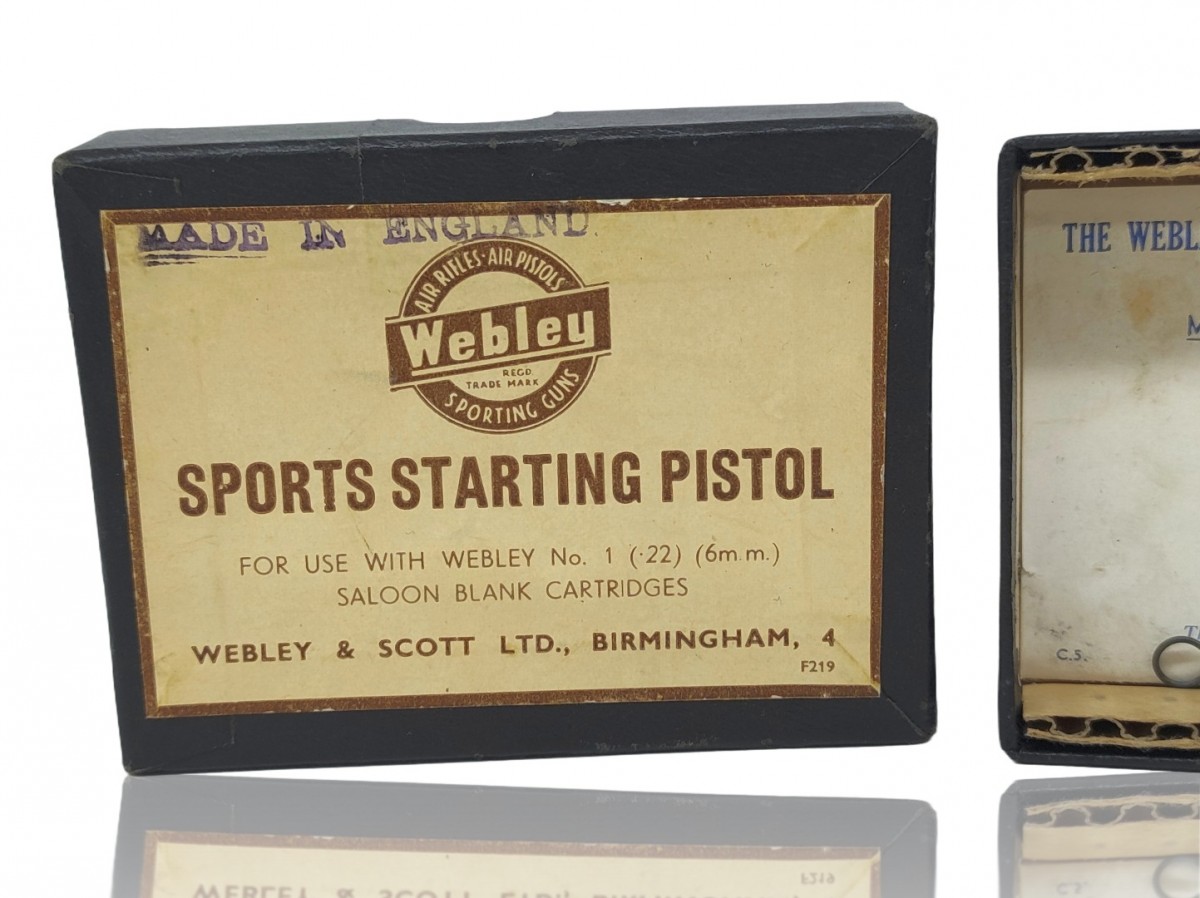 MADE IN ENGLAND
AIR RIFLES · AIR PISTOLS
Webley
REGD.
TRADE MARK
SPORTING GUNS
SPORTS STARTING PISTOL
FOR USE WITH WEBLEY No. 1 (·22) (6m.m.)
SALOON BLANK CARTRIDGES
WEBLEY & SCOTT LTD., BIRMINGHAM, 4
F219
THE WEBL
M
C.5.